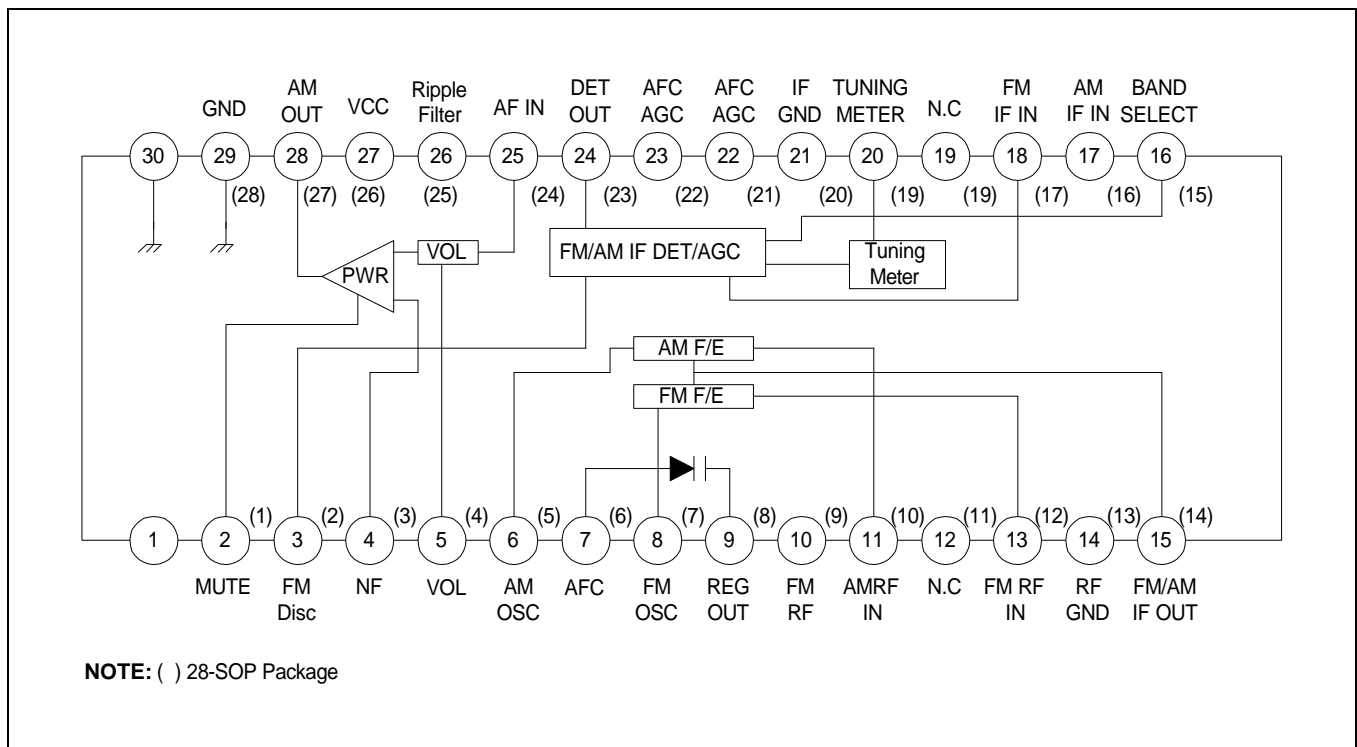 GND
AM
OUT
VCC
Ripple
Filter
AF IN
DET
OUT
AFC
AGC
AFC
AGC
IF
GND
TUNING
METER
N.C
FM
IF IN
AM
IF IN
BAND
SELECT
30 29 28 27 26 25 24 23 22 21 20 19 18 17 16
(28) (27) (26) (25) (24) (23) (22) (21) (20) (19) (19) (17) (16) (15)
VOL
PWR
FM/AM IF DET/AGC
Tuning
Meter
AM F/E
FM F/E
(1) (2) (3) (4) (5) (6) (7) (8) (9) (10) (11) (12) (13) (14)
1 2 3 4 5 6 7 8 9 10 11 12 13 14 15
MUTE
FM
Disc
NF
VOL
AM
OSC
AFC
FM
OSC
REG
OUT
FM
RF
AMRF
IN
N.C
FM RF
IN
RF
GND
FM/AM
IF OUT
NOTE: ( ) 28-SOP Package